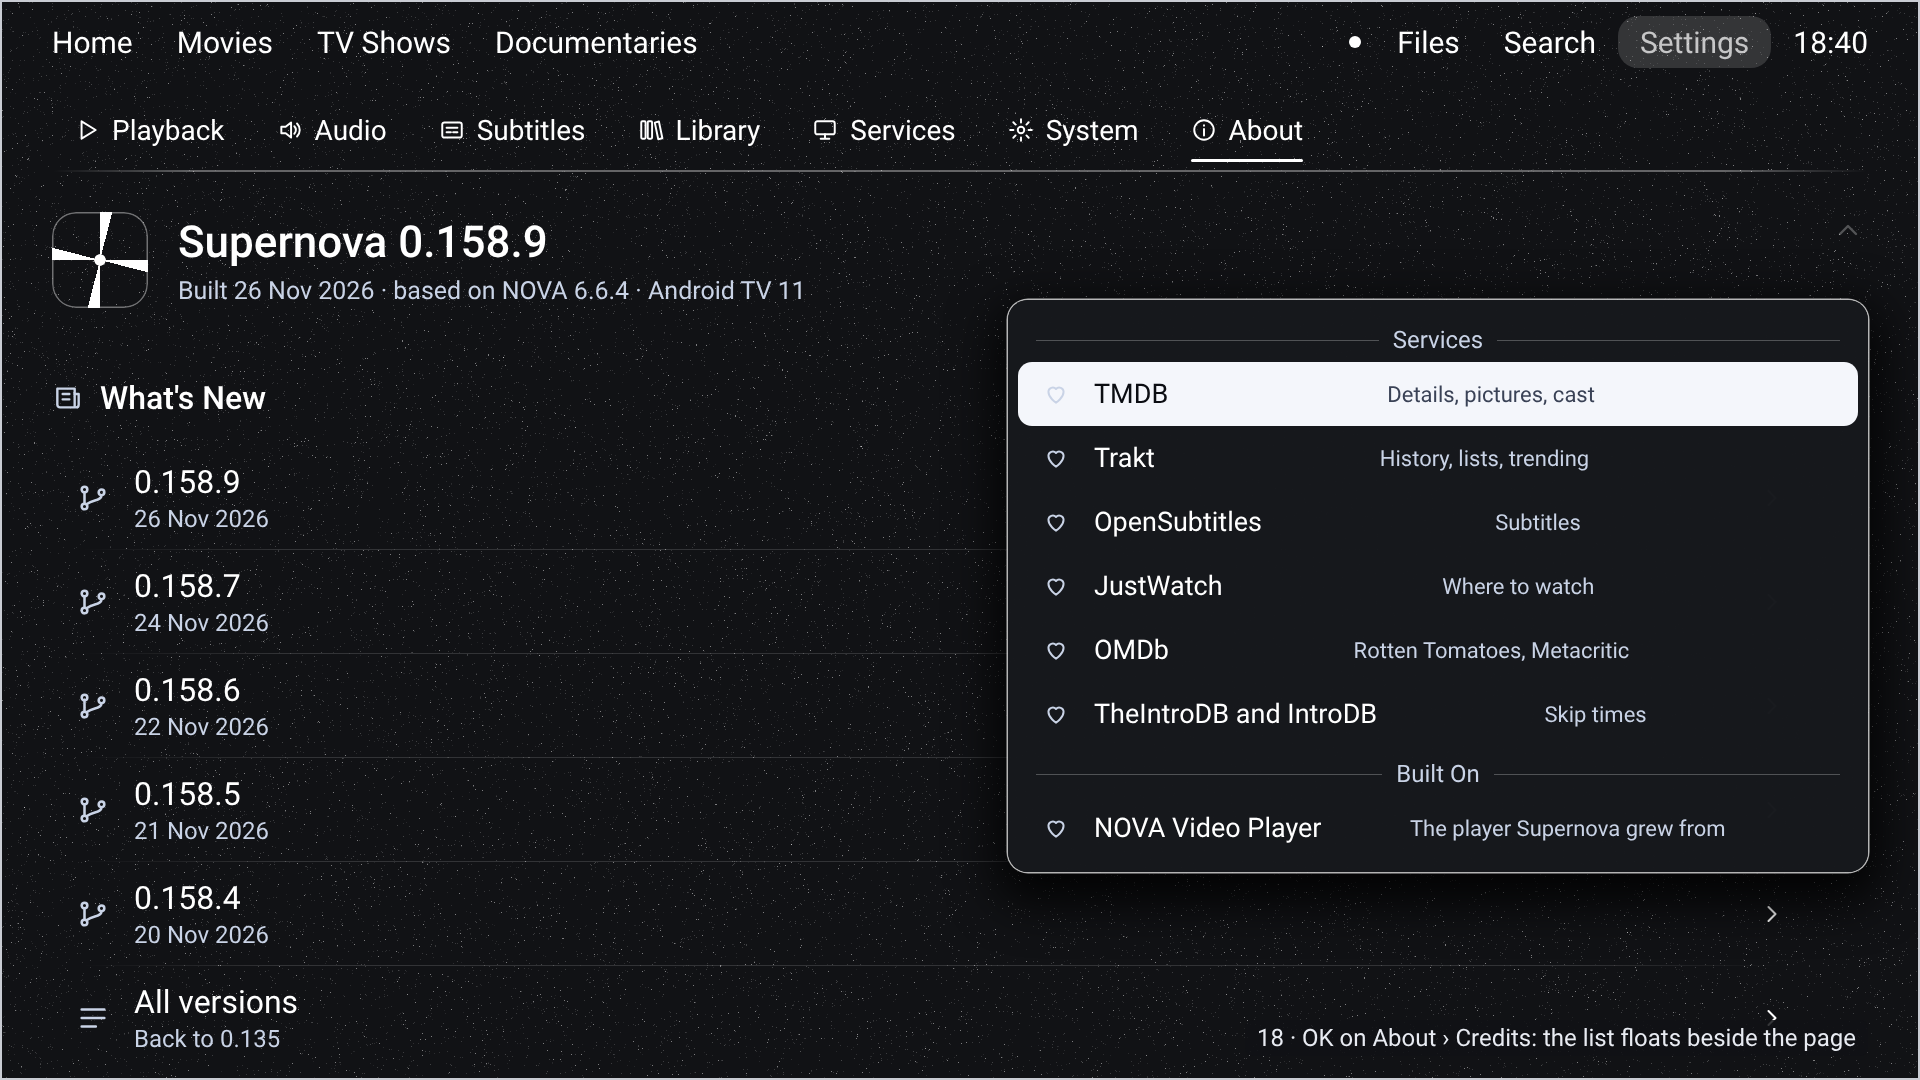 Home Movies TV Shows Documentaries Files Search Settings 18:40
Playback Audio Subtitles Library Services System About
Supernova 0.158.9
Built 26 Nov 2026 · based on NOVA 6.6.4 · Android TV 11
What's New
0.158.9
26 Nov 2026
0.158.7
24 Nov 2026
0.158.6
22 Nov 2026
0.158.5
21 Nov 2026
0.158.4
20 Nov 2026
All versions
Back to 0.135
Services
TMDB Details, pictures, cast
Trakt History, lists, trending
OpenSubtitles Subtitles
JustWatch Where to watch
OMDb Rotten Tomatoes, Metacritic
TheIntroDB and IntroDB Skip times
Built On
NOVA Video Player The player Supernova grew from
18 · OK on About › Credits: the list floats beside the page